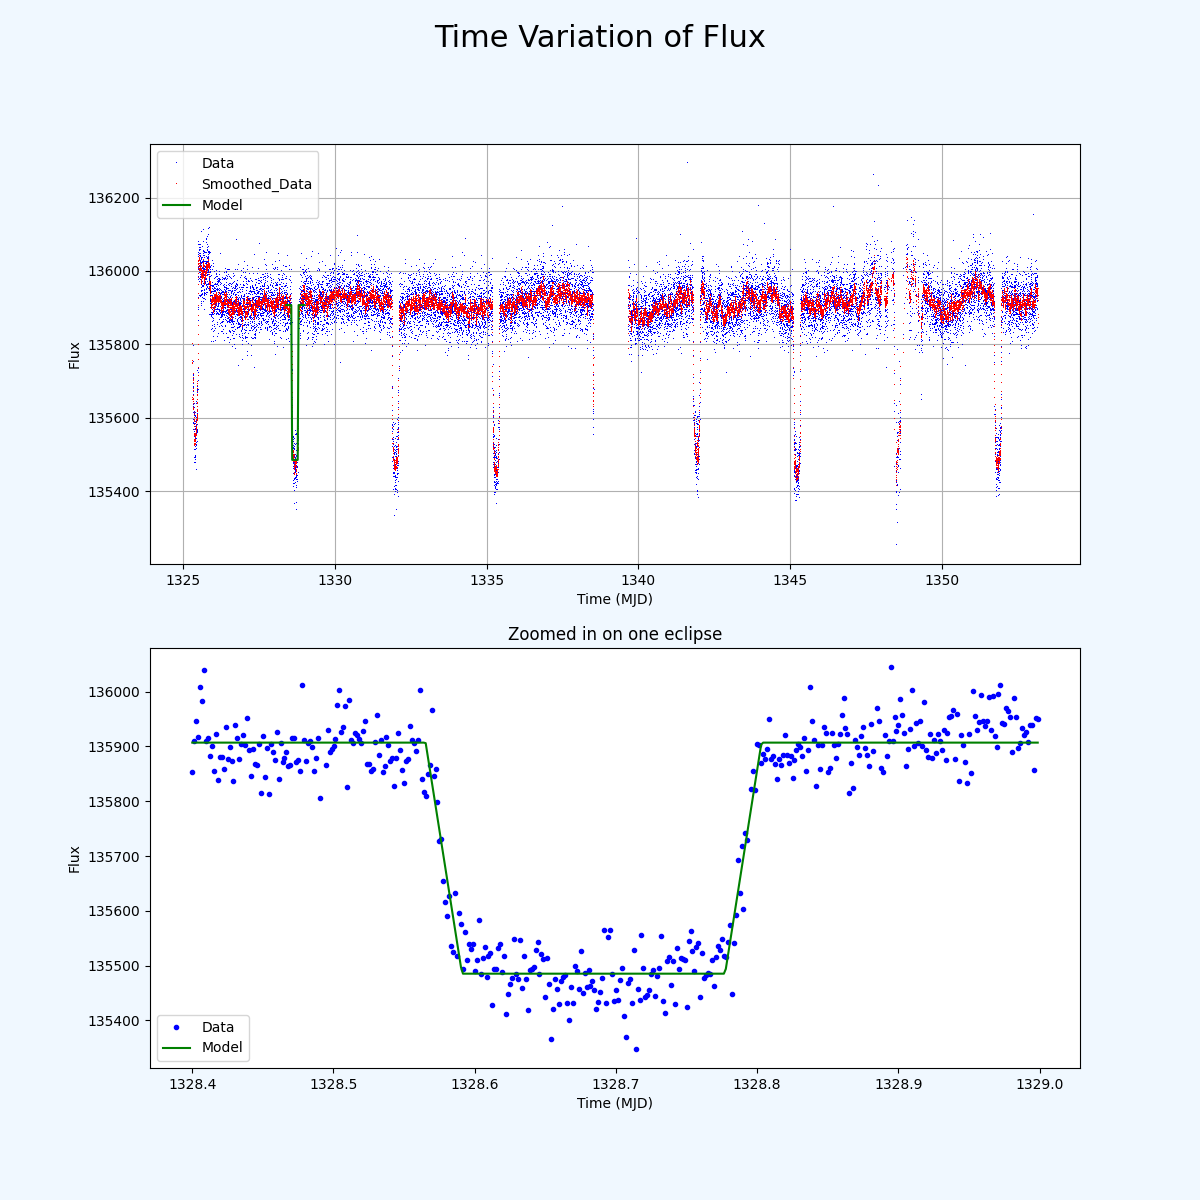 Time Variation of Flux
Data
Smoothed_Data
Model
136200
136000
135800
135600
135400
Flux
1325 1330 1335 1340 1345 1350
Time (MJD)
Zoomed in on one eclipse
136000
135900
135800
135700
135600
135500
135400
Flux
Data
Model
1328.4 1328.5 1328.6 1328.7 1328.8 1328.9 1329.0
Time (MJD)